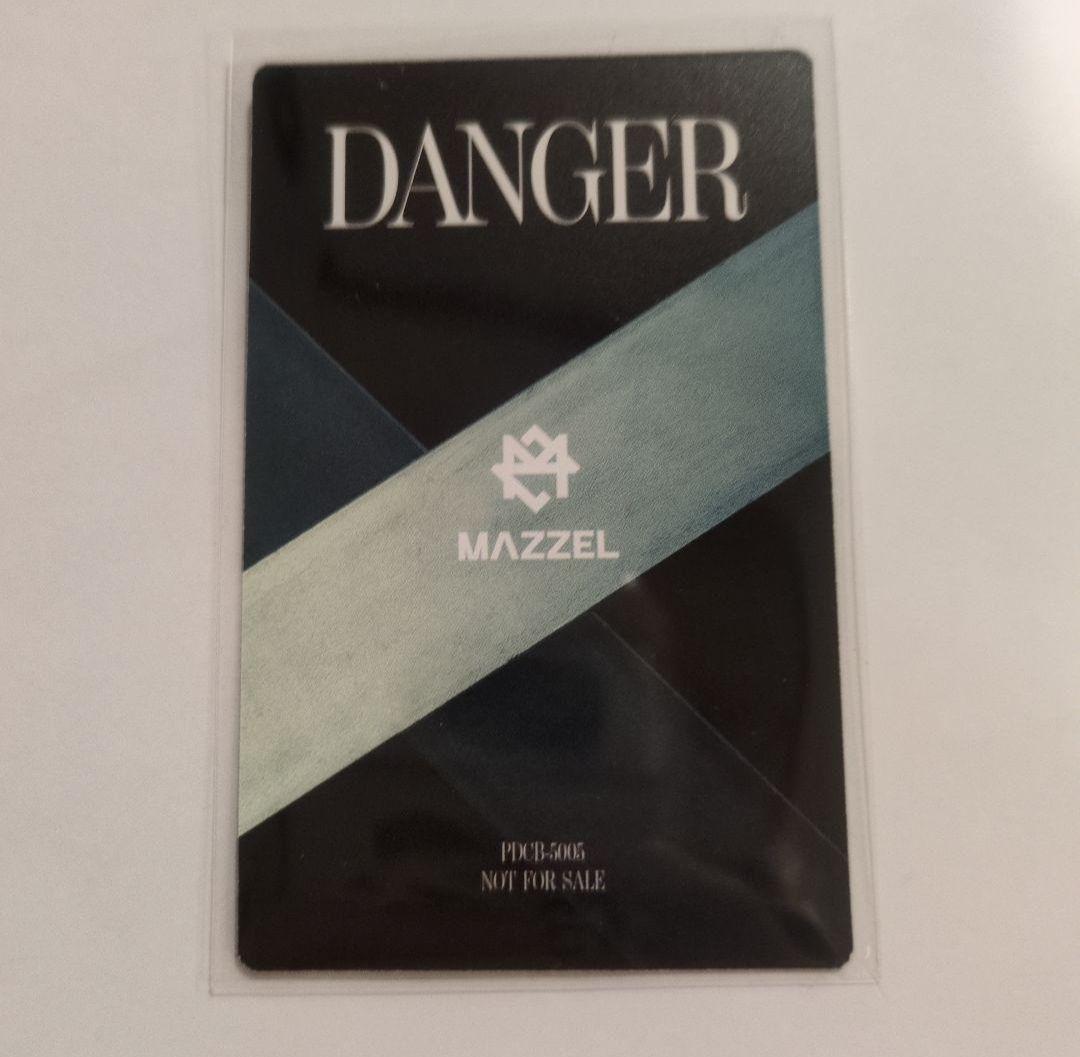 DANGER
MAZZEL
PDCB-5005
NOT FOR SALE